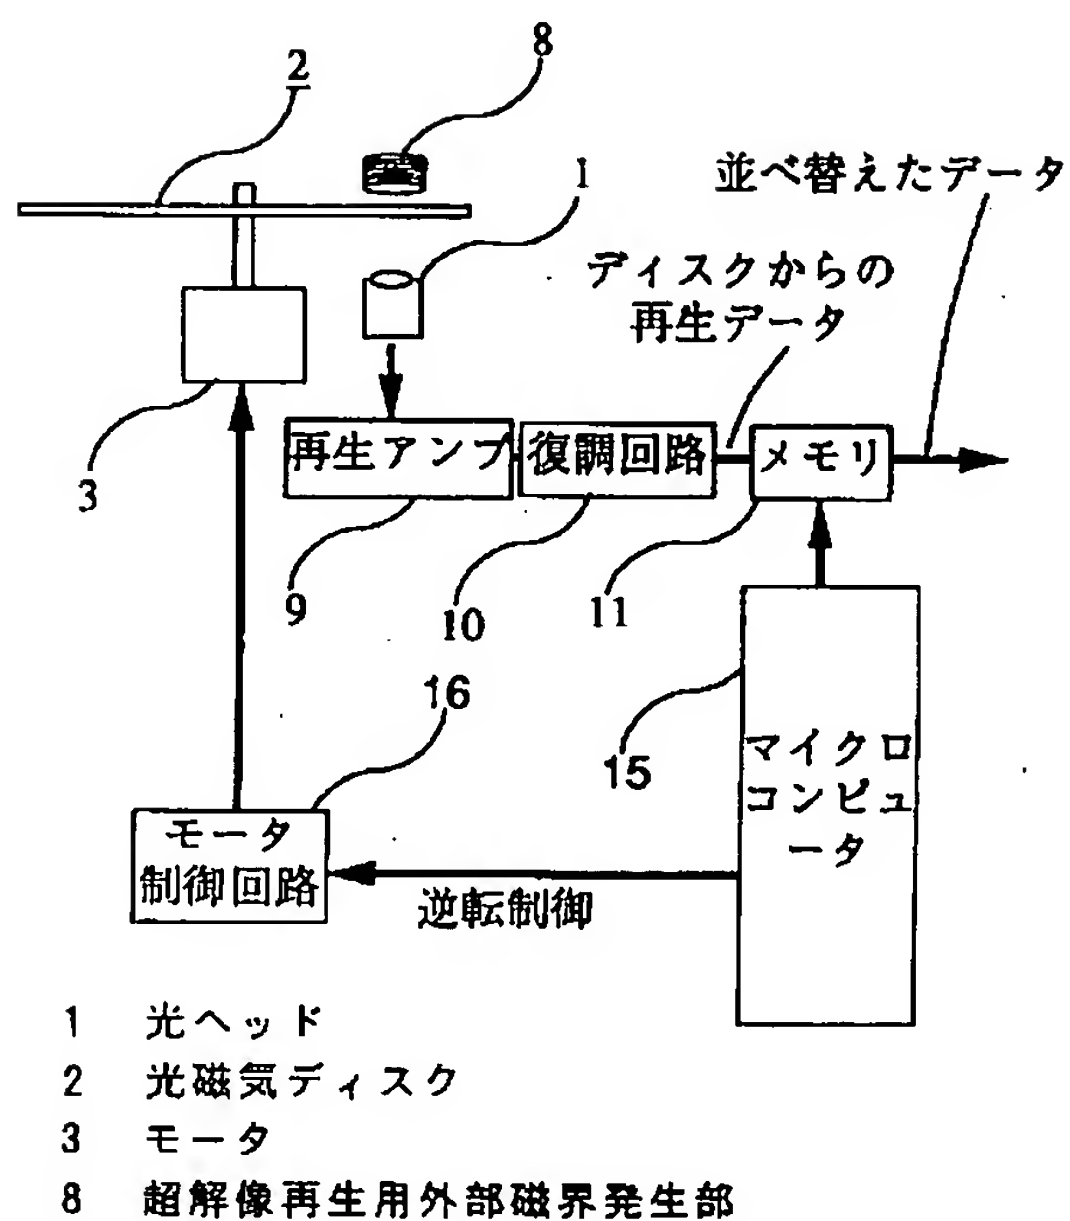 8
2
1
並べ替えたデータ
ディスクからの
再生データ
再生アンプ
復調回路
メモリ
3
9
10
11
16
15
マイクロ
コンピュ
ータ
モータ
制御回路
逆転制御
1 光ヘッド
2 光磁気ディスク
3 モータ
8 超解像再生用外部磁界発生部